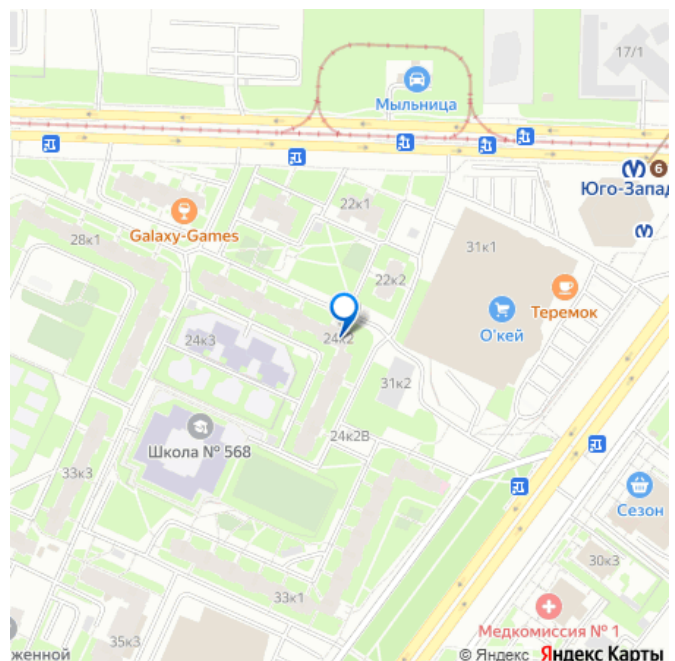 17/1
Мыльница
6
Юго-Запад
22к1
Galaxy-Games
28к1
31к1
22к2
Теремок
О'кей
24к3
24к2
31к2
24к2В
Школа № 568
33к3
Сезон
30к3
33к1
Медкомиссия № 1
35к3
женной
© Яндекс Яндекс Карты